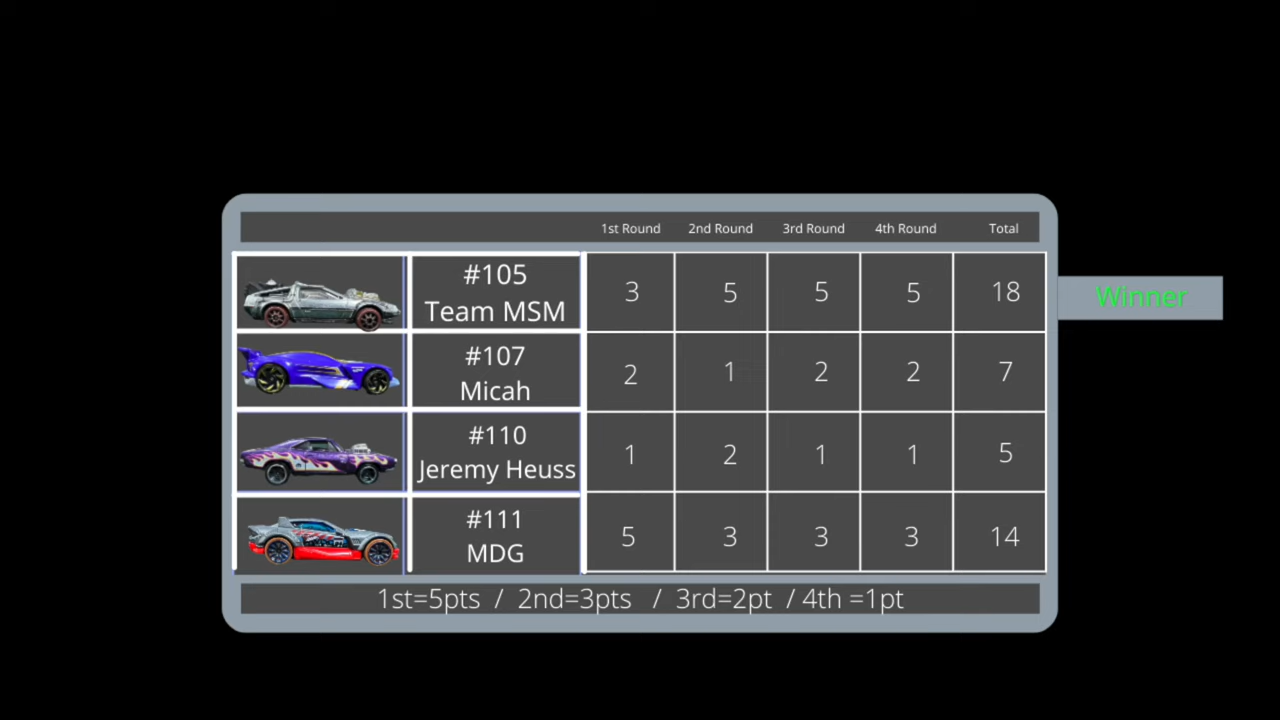 1st Round 2nd Round 3rd Round 4th Round Total
#105
Team MSM
3 5 5 5 18
Winner
#107
Micah
2 1 2 2 7
#110
Jeremy Heuss
1 2 1 1 5
#111
MDG
5 3 3 3 14
1st=5pts / 2nd=3pts / 3rd=2pt / 4th =1pt